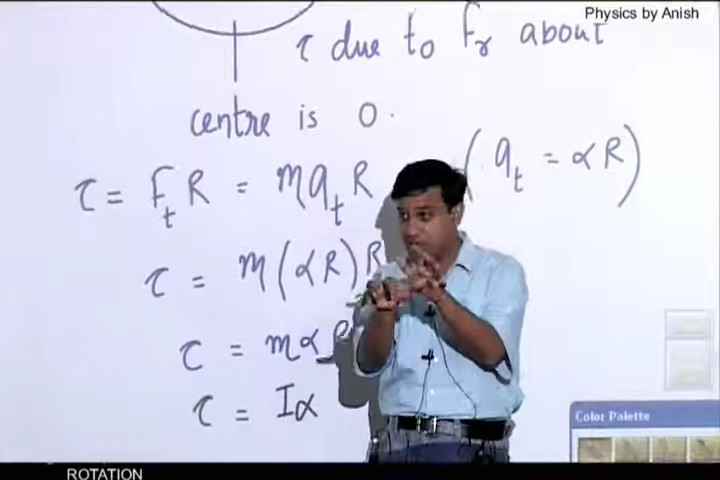 Physics by Anish
τ due to Fr about
centre is 0.
τ = Ft R = m at R (at = αR)
τ = m(αR)R
τ = mα
τ = Iα
Color Palette
ROTATION